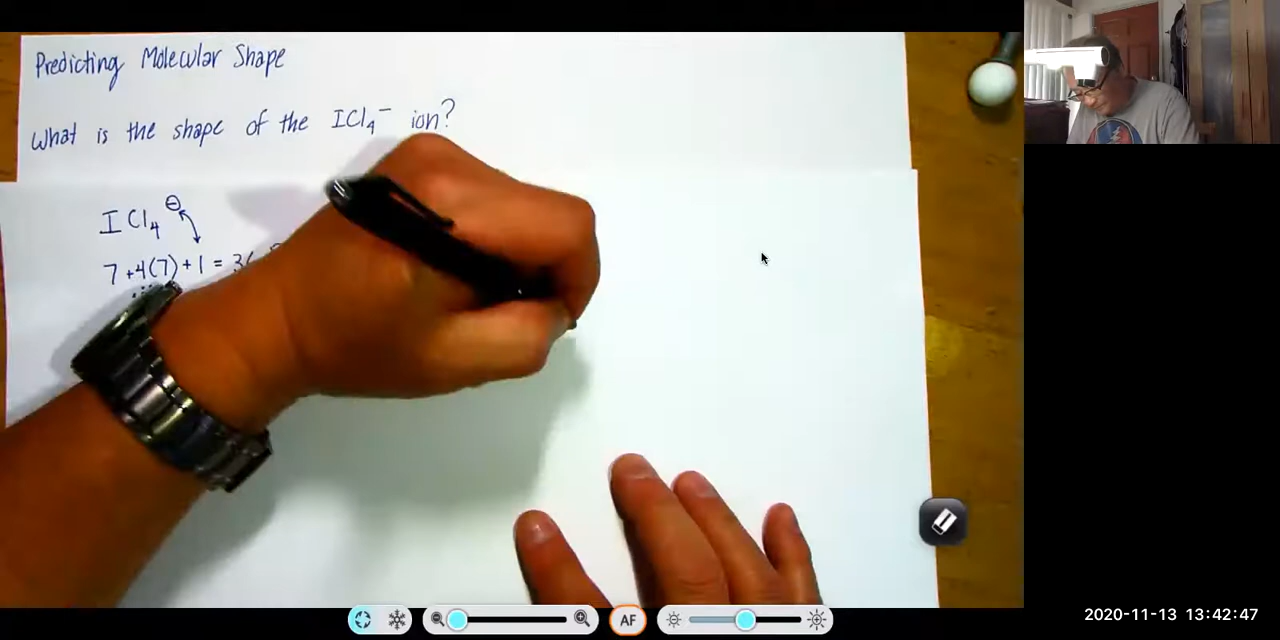 Predicting Molecular Shape
What is the shape of the ICl₄⁻ ion?
ICl₄⊖
7 + 4(7) + 1 = 3
AF
2020-11-13 13:42:47